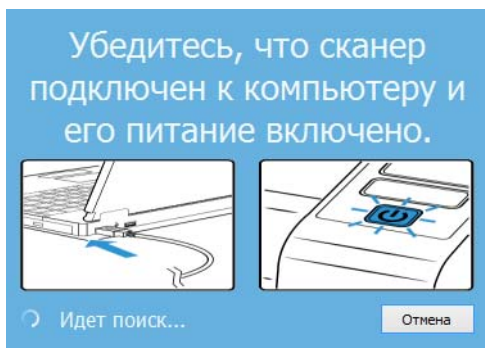 Убедитесь, что сканер
подключен к компьютеру и
его питание включено.
Идет поиск...
Отмена